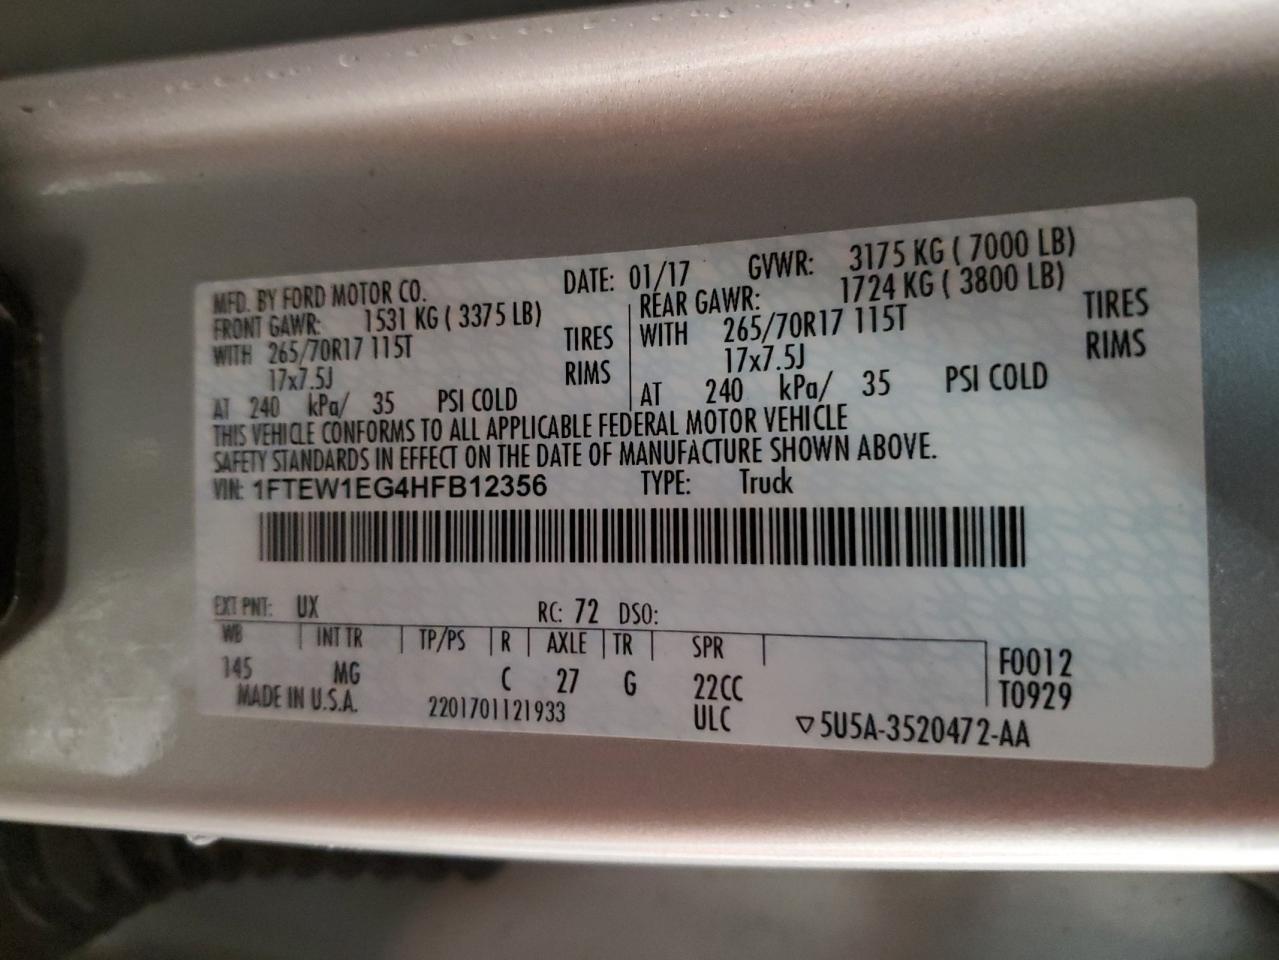 MFD. BY FORD MOTOR CO. DATE: 01/17 GVWR: 3175 KG ( 7000 LB)
FRONT GAWR: 1531 KG ( 3375 LB) REAR GAWR: 1724 KG ( 3800 LB)
WITH 265/70R17 115T TIRES WITH 265/70R17 115T TIRES
17x7.5J RIMS 17x7.5J RIMS
AT 240 kPa/ 35 PSI COLD AT 240 kPa/ 35 PSI COLD
THIS VEHICLE CONFORMS TO ALL APPLICABLE FEDERAL MOTOR VEHICLE
SAFETY STANDARDS IN EFFECT ON THE DATE OF MANUFACTURE SHOWN ABOVE.
VIN: 1FTEW1EG4HFB12356 TYPE: Truck
EXT PNT: UX RC: 72 DSO:
WB INT TR TP/PS R AXLE TR SPR F0012
145 MG C 27 G 22CC T0929
MADE IN U.S.A. 2201701121933 ULC ▽5U5A-3520472-AA